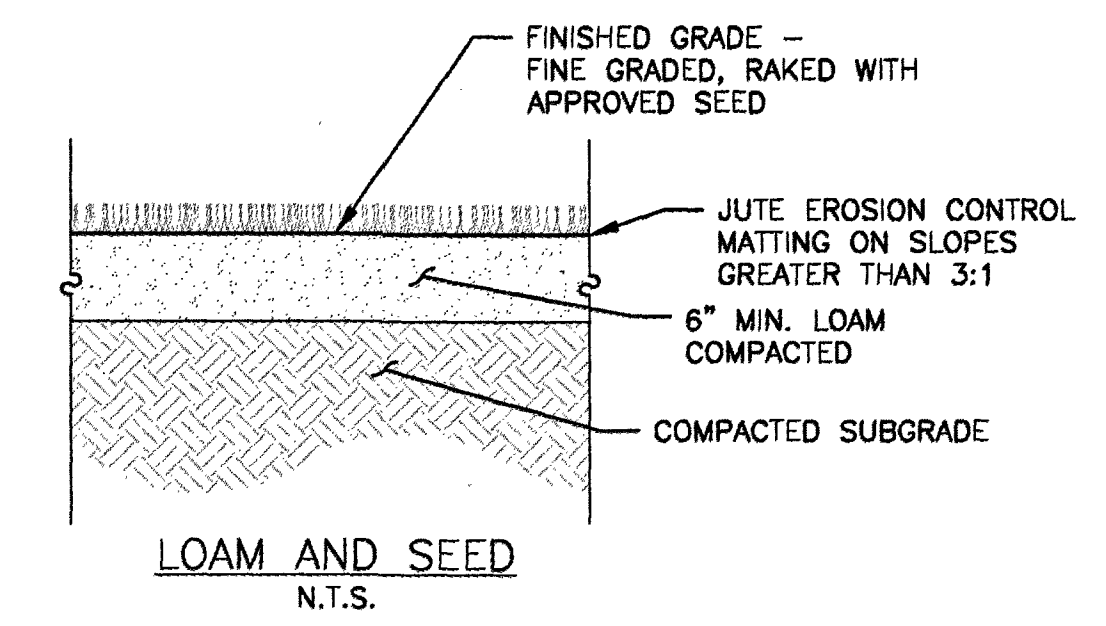 FINISHED GRADE –
FINE GRADED, RAKED WITH
APPROVED SEED
JUTE EROSION CONTROL
MATTING ON SLOPES
GREATER THAN 3:1
6" MIN. LOAM
COMPACTED
COMPACTED SUBGRADE
LOAM AND SEED
N.T.S.